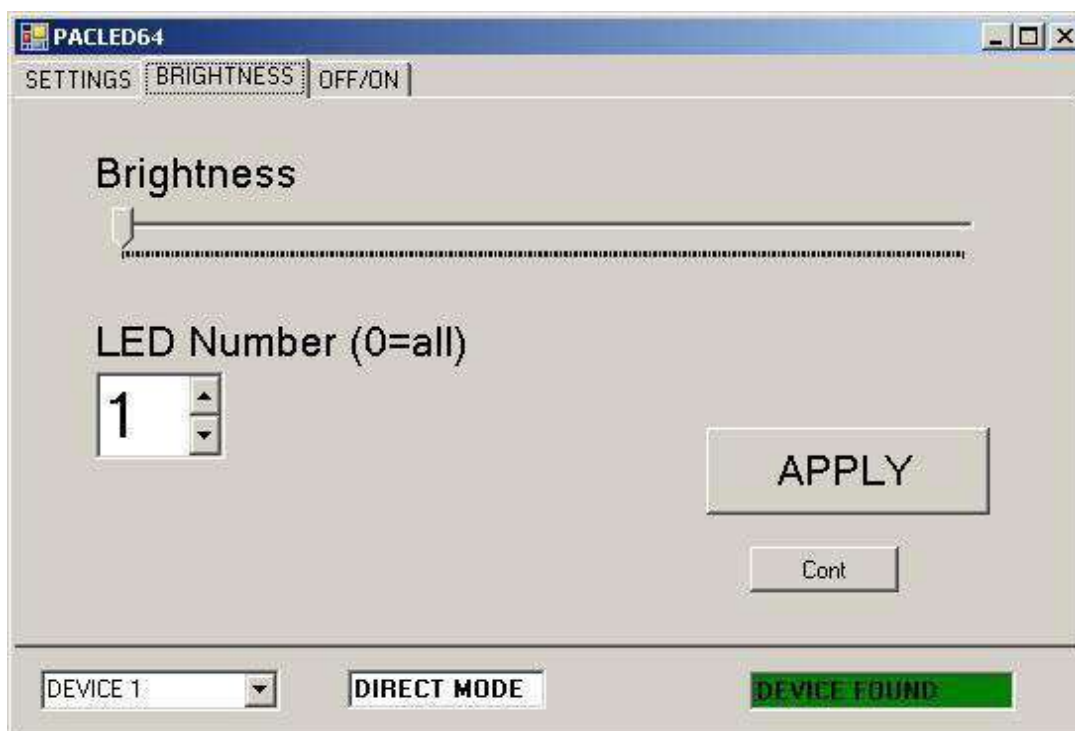 PACLED64
SETTINGS BRIGHTNESS OFF/ON
Brightness
LED Number (0=all)
1
APPLY
Cont
DEVICE 1 DIRECT MODE DEVICE FOUND